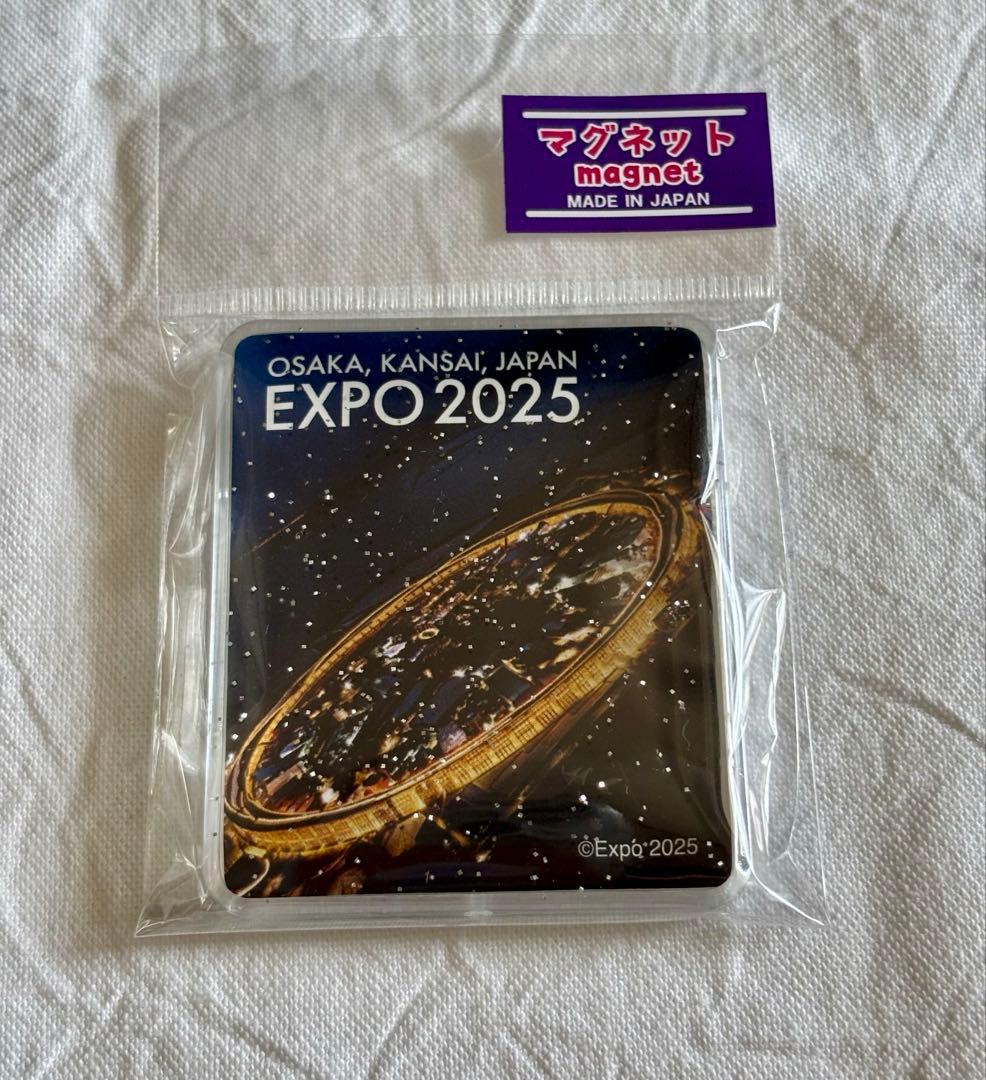 マグネット
magnet
MADE IN JAPAN
OSAKA, KANSAI, JAPAN
EXPO 2025
©Expo 2025